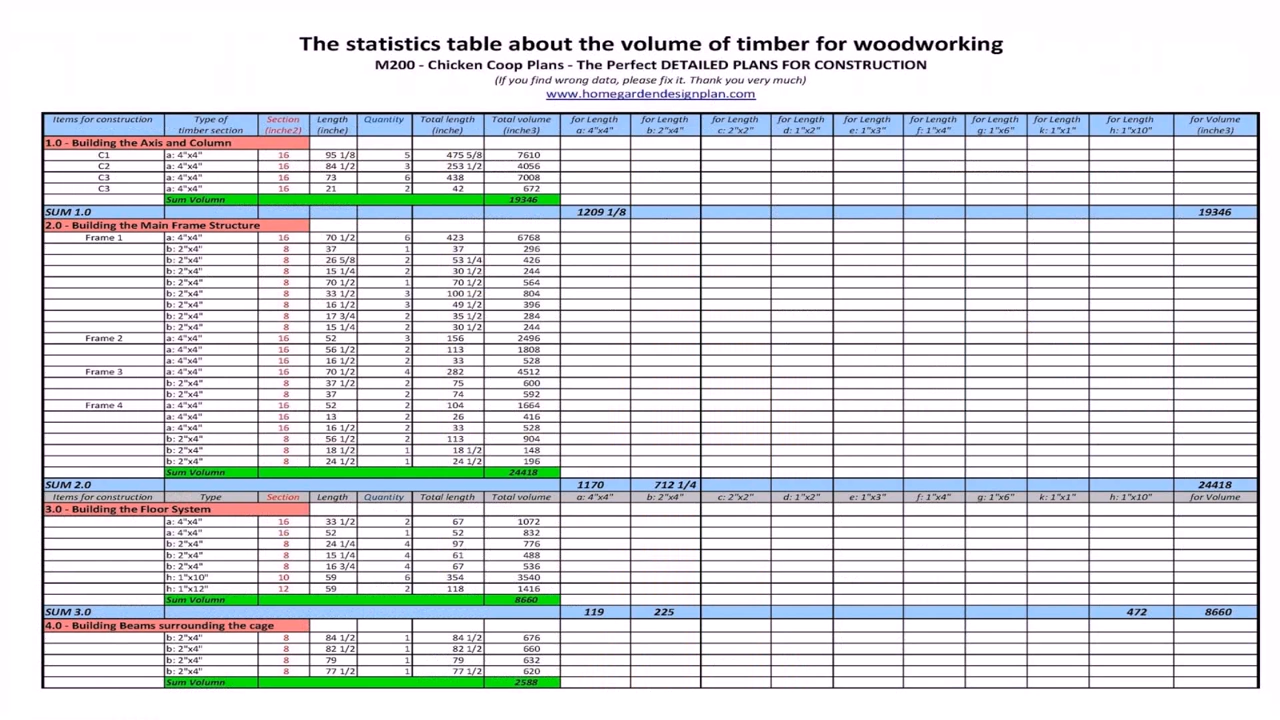 The statistics table about the volume of timber for woodworking
M200 - Chicken Coop Plans - The Perfect DETAILED PLANS FOR CONSTRUCTION
(If you find wrong data, please fix it. Thank you very much)
www.homegardendesignplan.com
Items for construction Type of timber section Section (inche2) Length (inche) Quantity Total length (inche) Total volume (inche3) for Length a: 4"x4" for Length b: 2"x4" for Length c: 2"x2" for Length d: 1"x2" for Length e: 1"x3" for Length f: 1"x4" for Length g: 1"x6" for Length k: 1"x1" for Length h: 1"x10" for Volume (inche3)
1.0 - Building the Axis and Column
C1 a: 4"x4" 16 95 1/8 5 475 5/8 7610
C2 a: 4"x4" 16 84 1/2 3 253 1/2 4056
C3 a: 4"x4" 16 73 6 438 7008
C3 a: 4"x4" 16 21 2 42 672
Sum Volumn 19346
SUM 1.0 1209 1/8 19346
2.0 - Building the Main Frame Structure
Frame 1 a: 4"x4" 16 70 1/2 6 423 6768
b: 2"x4" 8 37 1 37 296
b: 2"x4" 8 26 5/8 2 53 1/4 426
b: 2"x4" 8 15 1/4 2 30 1/2 244
b: 2"x4" 8 70 1/2 1 70 1/2 564
b: 2"x4" 8 33 1/2 3 100 1/2 804
b: 2"x4" 8 16 1/2 3 49 1/2 396
b: 2"x4" 8 17 3/4 2 35 1/2 284
b: 2"x4" 8 15 1/4 2 30 1/2 244
Frame 2 a: 4"x4" 16 52 3 156 2496
a: 4"x4" 16 56 1/2 2 113 1808
a: 4"x4" 16 16 1/2 2 33 528
Frame 3 a: 4"x4" 16 70 1/2 4 282 4512
b: 2"x4" 8 37 1/2 2 75 600
b: 2"x4" 8 37 2 74 592
Frame 4 a: 4"x4" 16 52 2 104 1664
a: 4"x4" 16 13 2 26 416
a: 4"x4" 16 16 1/2 2 33 528
b: 2"x4" 8 56 1/2 2 113 904
b: 2"x4" 8 18 1/2 1 18 1/2 148
b: 2"x4" 8 24 1/2 1 24 1/2 196
Sum Volumn 24418
SUM 2.0 1170 712 1/4 24418
Items for construction Type Section Length Quantity Total length Total volume a: 4"x4" b: 2"x4" c: 2"x2" d: 1"x2" e: 1"x3" f: 1"x4" g: 1"x6" k: 1"x1" h: 1"x10" for Volume
3.0 - Building the Floor System
a: 4"x4" 16 33 1/2 2 67 1072
a: 4"x4" 16 52 1 52 832
b: 2"x4" 8 24 1/4 4 97 776
b: 2"x4" 8 15 1/4 4 61 488
b: 2"x4" 8 16 3/4 4 67 536
h: 1"x10" 10 59 6 354 3540
h: 1"x12" 12 59 2 118 1416
Sum Volumn 8660
SUM 3.0 119 225 472 8660
4.0 - Building Beams surrounding the cage
b: 2"x4" 8 84 1/2 1 84 1/2 676
b: 2"x4" 8 82 1/2 1 82 1/2 660
b: 2"x4" 8 79 1 79 632
b: 2"x4" 8 77 1/2 1 77 1/2 620
Sum Volumn 2588